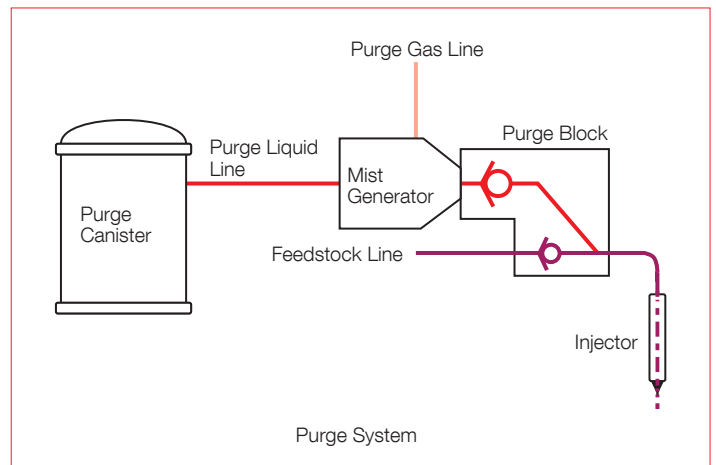 Purge Gas Line
Purge Block
Purge Liquid
Line
Mist
Generator
Purge
Canister
Feedstock Line
Injector
Purge System